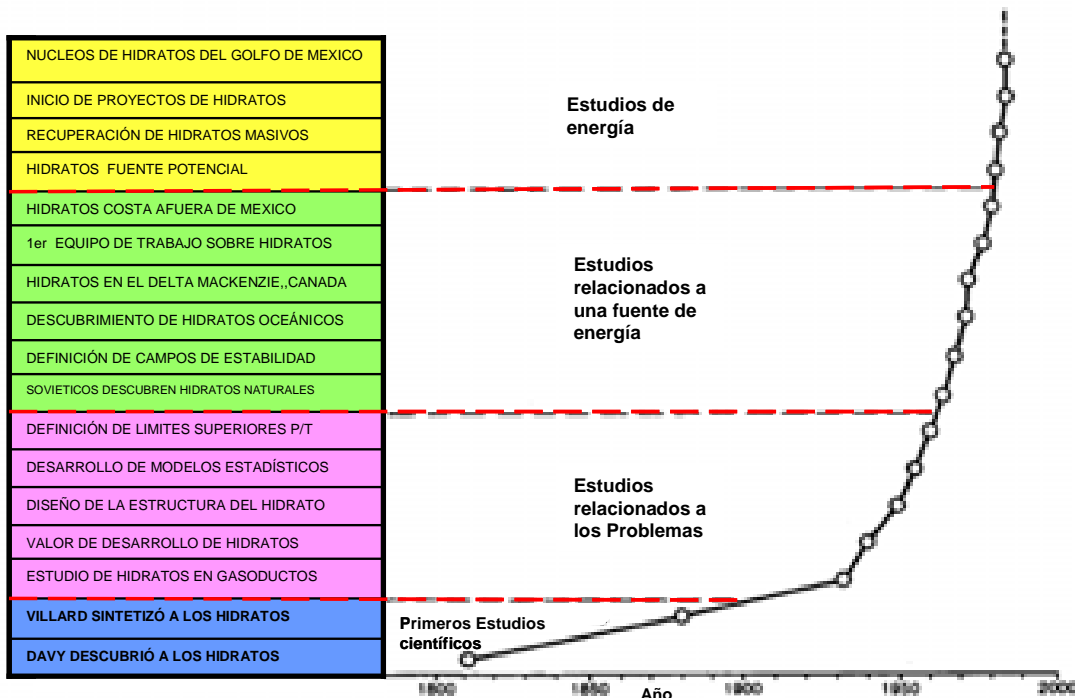 NUCLEOS DE HIDRATOS DEL GOLFO DE MEXICO
INICIO DE PROYECTOS DE HIDRATOS
RECUPERACIÓN DE HIDRATOS MASIVOS
HIDRATOS FUENTE POTENCIAL
HIDRATOS COSTA AFUERA DE MEXICO
1er EQUIPO DE TRABAJO SOBRE HIDRATOS
HIDRATOS EN EL DELTA MACKENZIE,,CANADA
DESCUBRIMIENTO DE HIDRATOS OCEÁNICOS
DEFINICIÓN DE CAMPOS DE ESTABILIDAD
SOVIETICOS DESCUBREN HIDRATOS NATURALES
DEFINICIÓN DE LIMITES SUPERIORES P/T
DESARROLLO DE MODELOS ESTADÍSTICOS
DISEÑO DE LA ESTRUCTURA DEL HIDRATO
VALOR DE DESARROLLO DE HIDRATOS
ESTUDIO DE HIDRATOS EN GASODUCTOS
VILLARD SINTETIZÓ A LOS HIDRATOS
DAVY DESCUBRIÓ A LOS HIDRATOS
Estudios de
energía
Estudios
relacionados a
una fuente de
energía
Estudios
relacionados a
los Problemas
Primeros Estudios
científicos
1800 1850 1900 1950 2000
Año